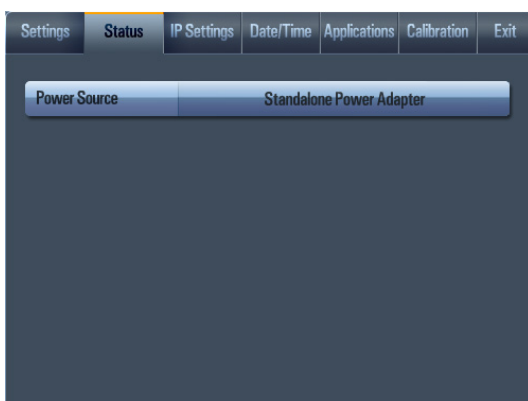 Settings Status IP Settings Date/Time Applications Calibration Exit
Power Source Standalone Power Adapter